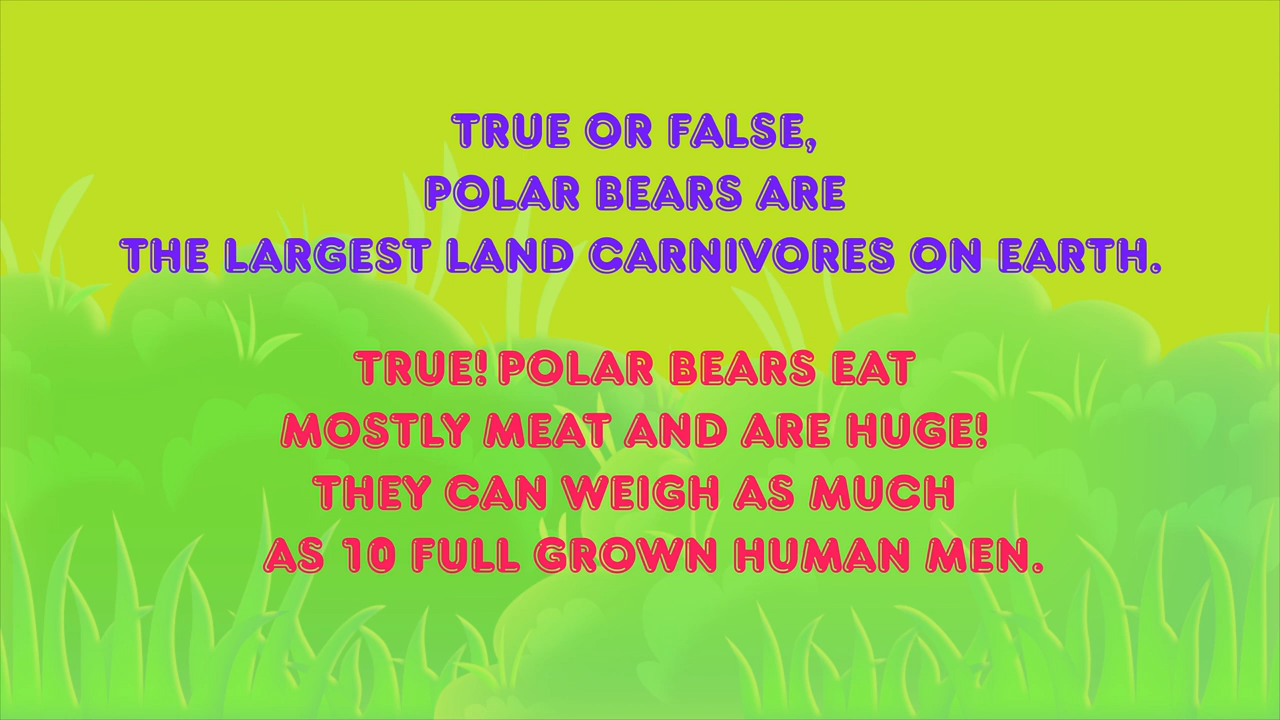 TRUE OR FALSE,
POLAR BEARS ARE
THE LARGEST LAND CARNIVORES ON EARTH.
TRUE! POLAR BEARS EAT
MOSTLY MEAT AND ARE HUGE!
THEY CAN WEIGH AS MUCH
AS 10 FULL GROWN HUMAN MEN.